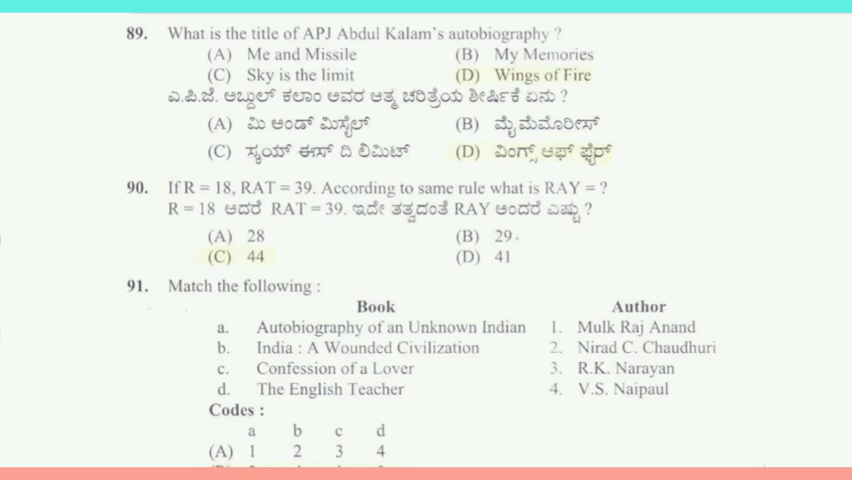 89. What is the title of APJ Abdul Kalam's autobiography ?
(A) Me and Missile (B) My Memories
(C) Sky is the limit (D) Wings of Fire
ಎ.ಪಿ.ಜೆ. ಅಬ್ದುಲ್ ಕಲಾಂ ಅವರ ಆತ್ಮ ಚರಿತ್ರೆಯ ಶೀರ್ಷಿಕೆ ಏನು ?
(A) ಮಿ ಅಂಡ್ ಮಿಸೈಲ್ (B) ಮೈ ಮೆಮೊರೀಸ್
(C) ಸ್ಕಯ್ ಈಸ್ ದಿ ಲಿಮಿಟ್ (D) ವಿಂಗ್ಸ್ ಆಫ್ ಫೈರ್
90. If R = 18, RAT = 39. According to same rule what is RAY = ?
R = 18 ಆದರೆ RAT = 39. ಇದೇ ತತ್ವದಂತೆ RAY ಅಂದರೆ ಎಷ್ಟು ?
(A) 28 (B) 29
(C) 44 (D) 41
91. Match the following :
Book Author
a. Autobiography of an Unknown Indian 1. Mulk Raj Anand
b. India : A Wounded Civilization 2. Nirad C. Chaudhuri
c. Confession of a Lover 3. R.K. Narayan
d. The English Teacher 4. V.S. Naipaul
Codes :
a b c d
(A) 1 2 3 4